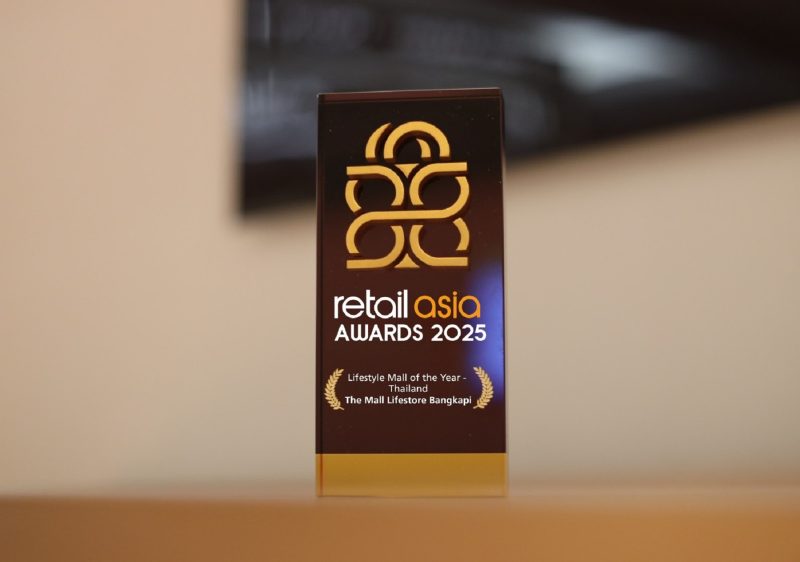 retail asia
AWARDS 2025
Lifestyle Mall of the Year -
Thailand
The Mall Lifestore Bangkapi